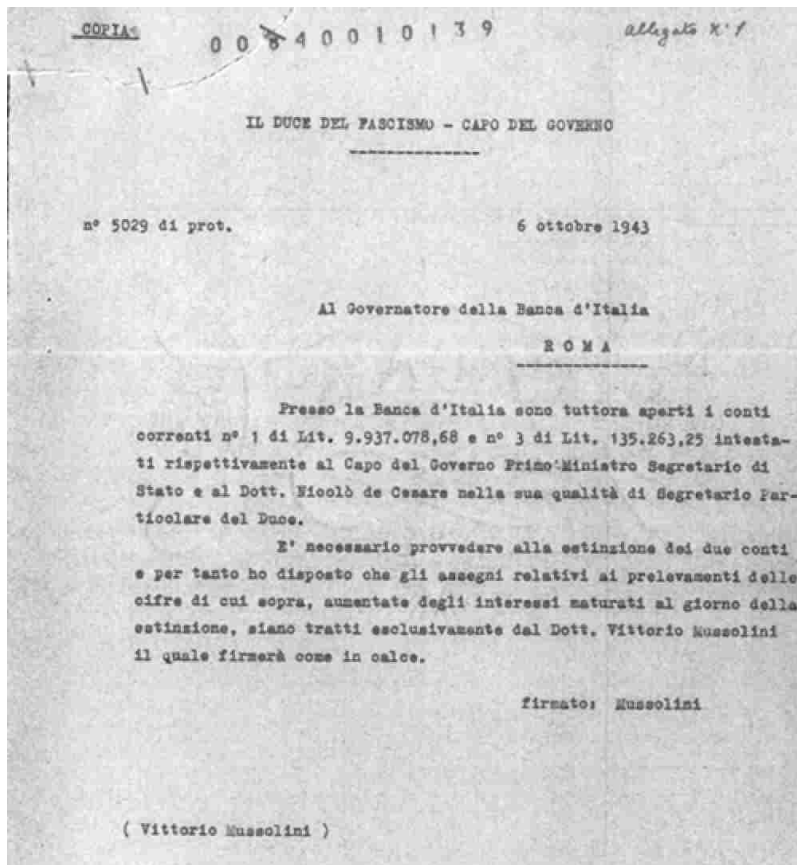 COPIA
00840010139
allegato N° 1
IL DUCE DEL FASCISMO - CAPO DEL GOVERNO
n° 5029 di prot.
6 ottobre 1943
Al Governatore della Banca d'Italia
R O M A
Presso la Banca d'Italia sono tuttora aperti i conti
correnti n° 1 di Lit. 9.937.078,68 e n° 3 di Lit. 135.263,25 intesta-
ti rispettivamente al Capo del Governo Primo Ministro Segretario di
Stato e al Dott. Nicolò de Cesare nella sua qualità di Segretario Par-
ticolare del Duce.
E' necessario provvedere alla estinzione dei due conti
e per tanto ho disposto che gli assegni relativi ai prelevamenti delle
cifre di cui sopra, aumentate degli interessi maturati al giorno della
estinzione, siano tratti esclusivamente dal Dott. Vittorio Mussolini
il quale firmerà come in calce.
firmato: Mussolini
( Vittorio Mussolini )